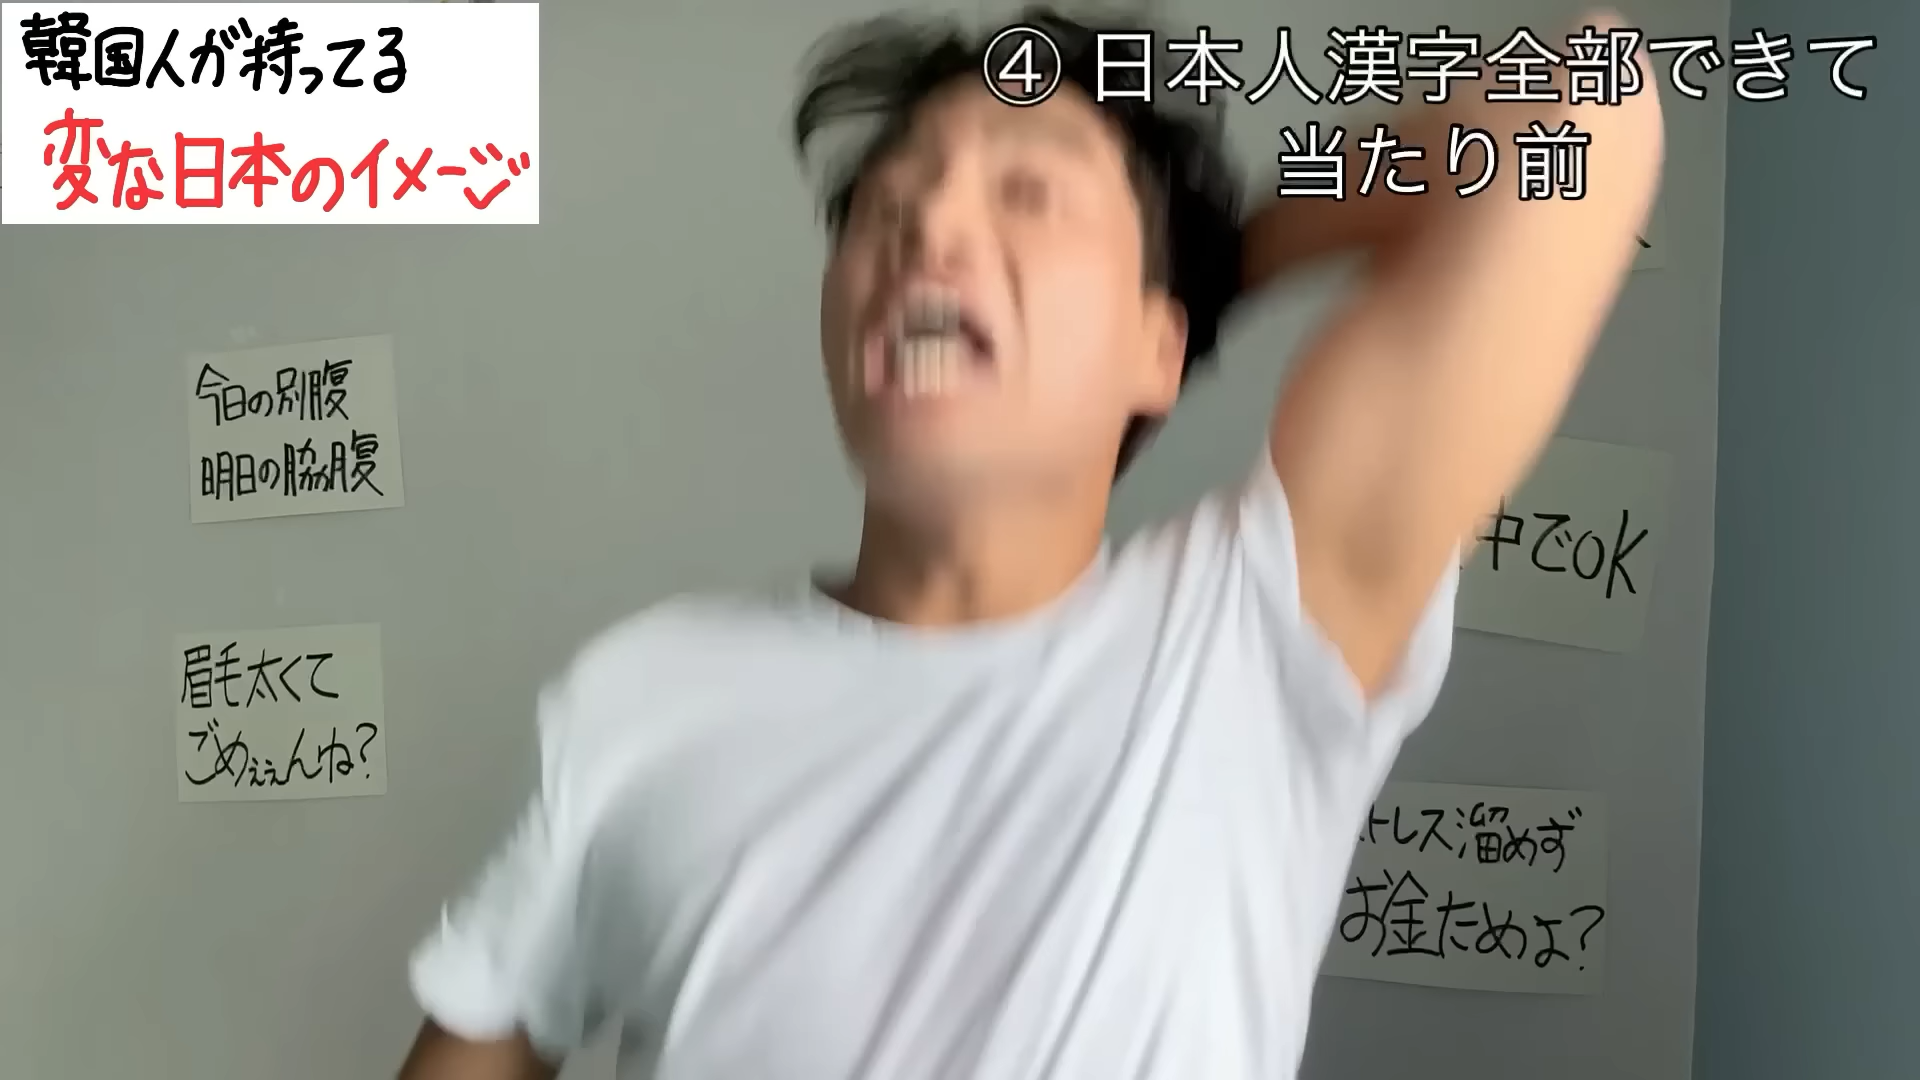 韓国人が持ってる
変な日本のイメージ
④ 日本人漢字全部できて
当たり前
今日の別腹
明日の脇腹
眉毛太くて
ごめぇぇんね?
中でOK
トレス溜めず
お金ためよ?